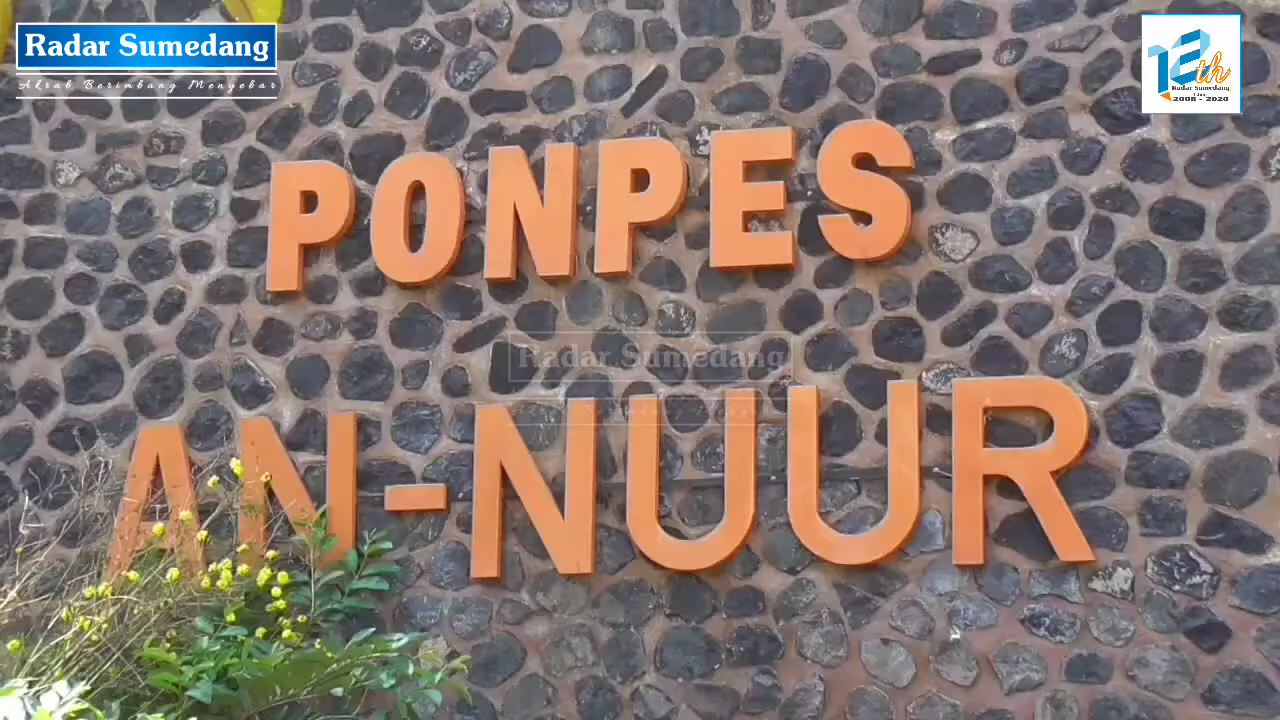 Radar Sumedang
Akrab Berimbang Menyebar
12th
Radar Sumedang
2008 - 2020
PONPES
Radar Sumedang
AN-NUUR